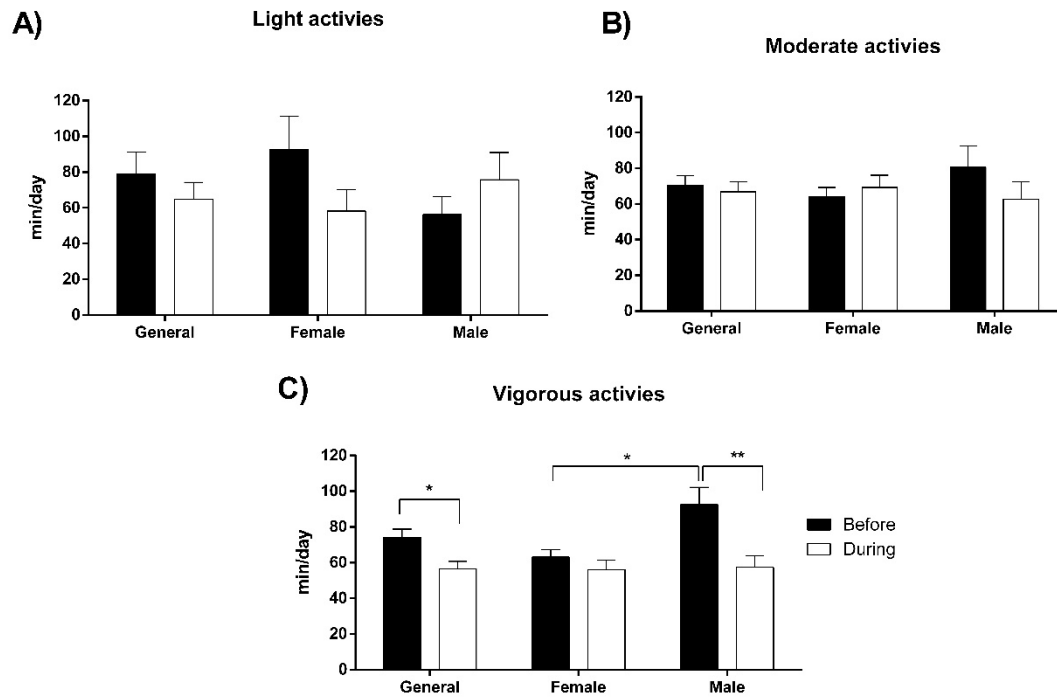 A)
Light activies
min/day
120
100
80
60
40
20
0
General Female Male
B)
Moderate activies
min/day
120
100
80
60
40
20
0
General Female Male
C)
Vigorous activies
min/day
120
100
80
60
40
20
0
*
*
**
General Female Male
Before
During